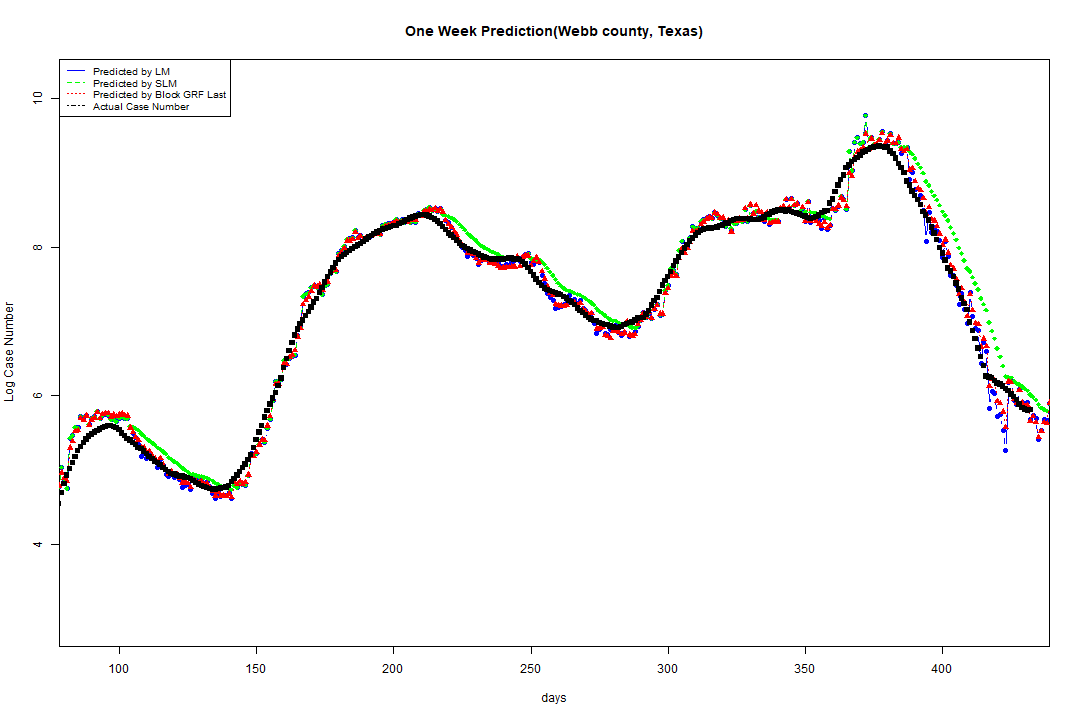 One Week Prediction(Webb county, Texas)
Predicted by LM
Predicted by SLM
Predicted by Block GRF Last
Actual Case Number
Log Case Number
10
8
6
4
100 150 200 250 300 350 400
days